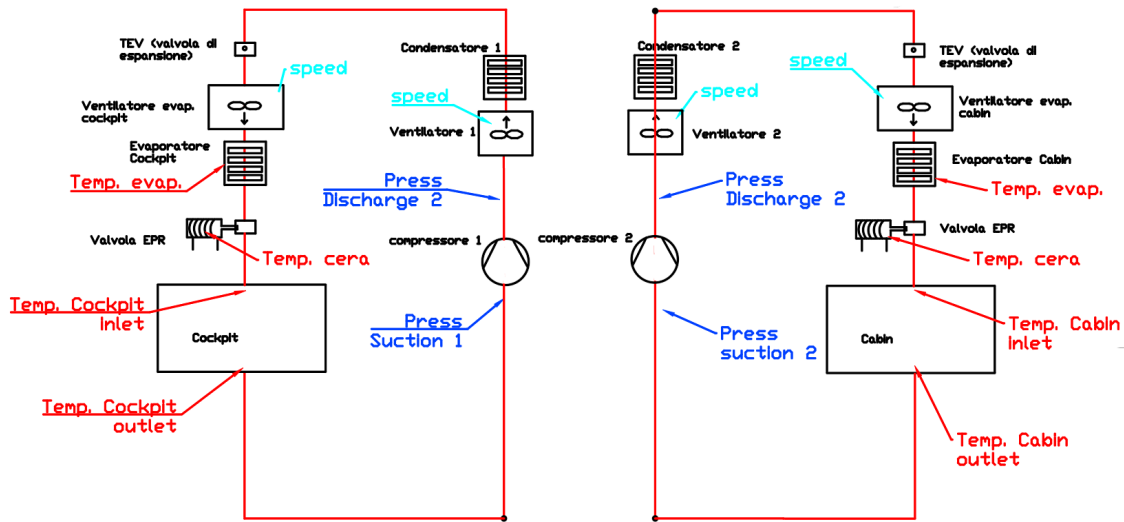 TEV (valvola di
espansione)
speed
Ventilatore evap.
cockpit
Evaporatore
Cockpit
Temp. evap.
Valvola EPR
Temp. cera
Temp. Cockpit
inlet
Cockpit
Temp. Cockpit
outlet
Condensatore 1
speed
Ventilatore 1
Press
Discharge 2
compressore 1
Press
Suction 1
Condensatore 2
speed
Ventilatore 2
Press
Discharge 2
compressore 2
Press
suction 2
TEV (valvola di
espansione)
speed
Ventilatore evap.
cabin
Evaporatore Cabin
Temp. evap.
Valvola EPR
Temp. cera
Temp. Cabin
inlet
Cabin
Temp. Cabin
outlet